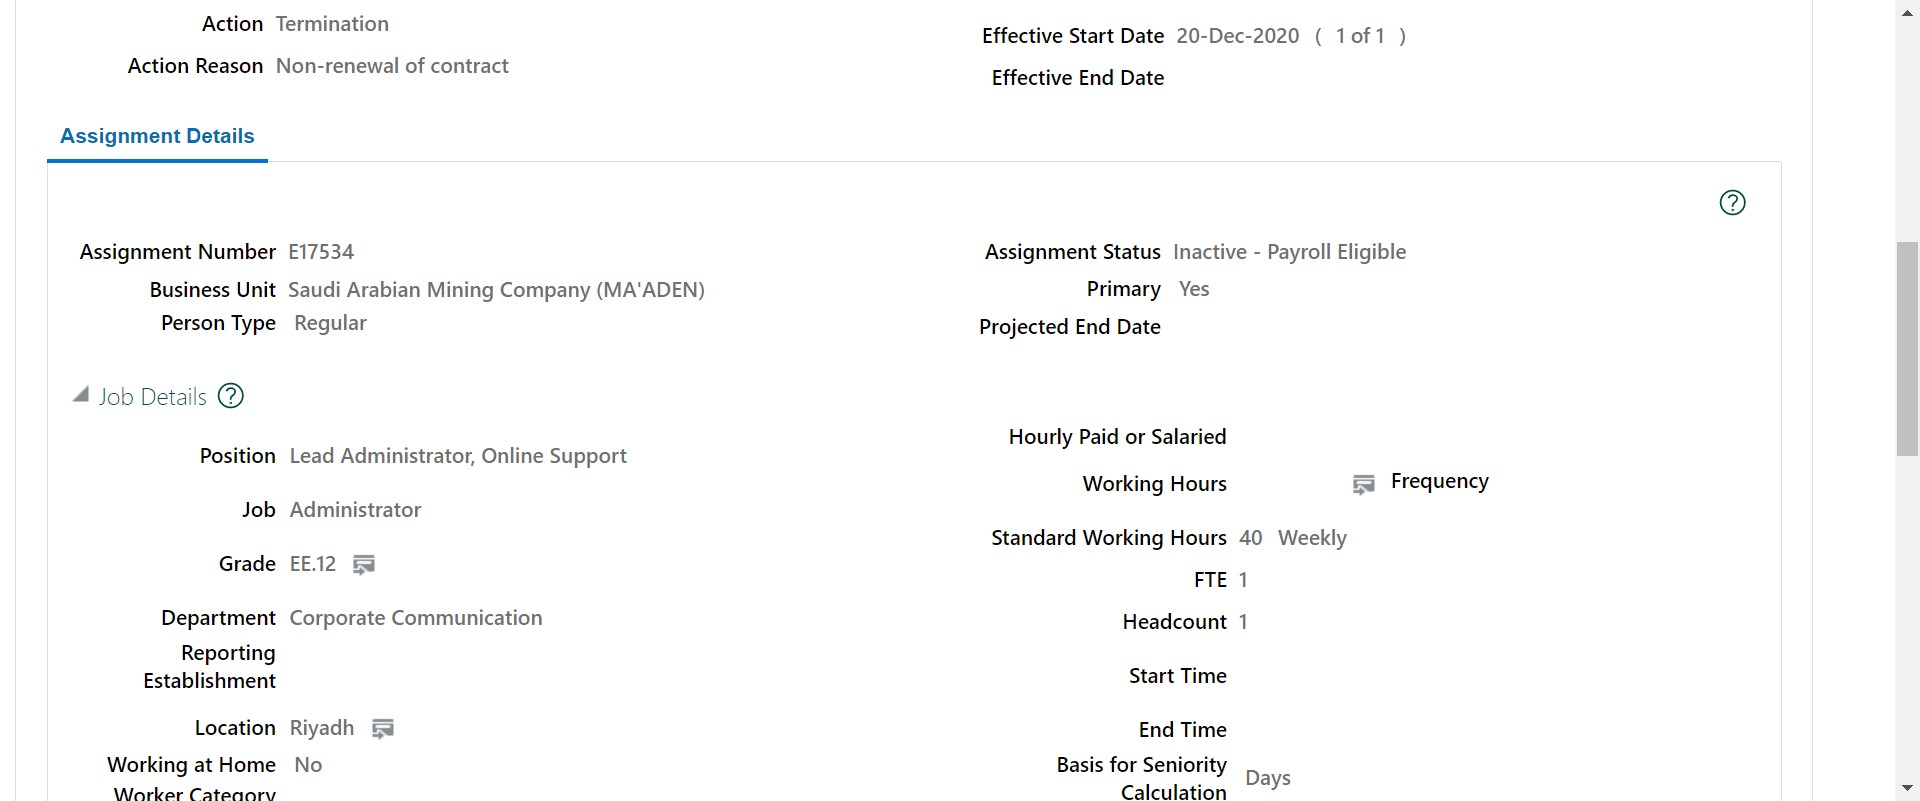 Action Termination
Effective Start Date 20-Dec-2020 ( 1 of 1 )
Action Reason Non-renewal of contract
Effective End Date
Assignment Details
Assignment Number E17534
Assignment Status Inactive - Payroll Eligible
Business Unit Saudi Arabian Mining Company (MA'ADEN)
Primary Yes
Person Type Regular
Projected End Date
Job Details
Hourly Paid or Salaried
Position Lead Administrator, Online Support
Working Hours Frequency
Job Administrator
Standard Working Hours 40 Weekly
Grade EE.12
FTE 1
Department Corporate Communication
Headcount 1
Reporting
Establishment
Start Time
Location Riyadh
End Time
Working at Home No
Basis for Seniority
Calculation Days
Worker Category